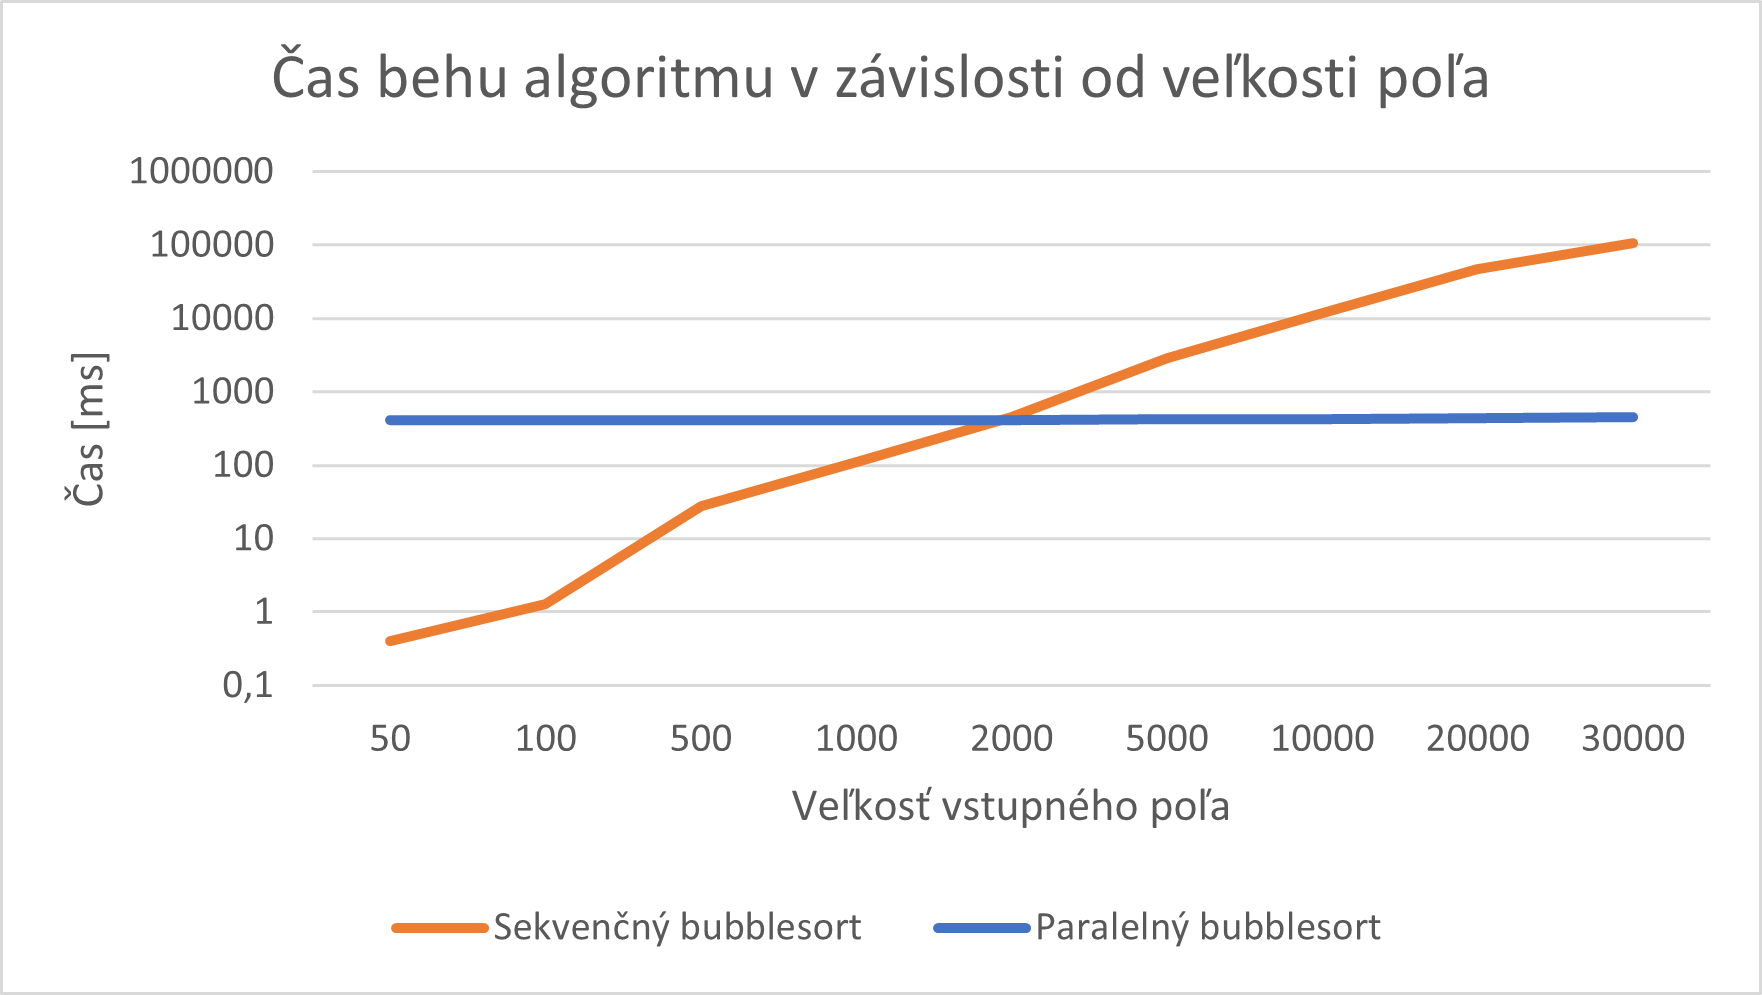 Čas behu algoritmu v závislosti od veľkosti poľa
1000000
100000
10000
1000
100
10
1
0,1
Čas [ms]
50 100 500 1000 2000 5000 10000 20000 30000
Veľkosť vstupného poľa
Sekvenčný bubblesort Paralelný bubblesort